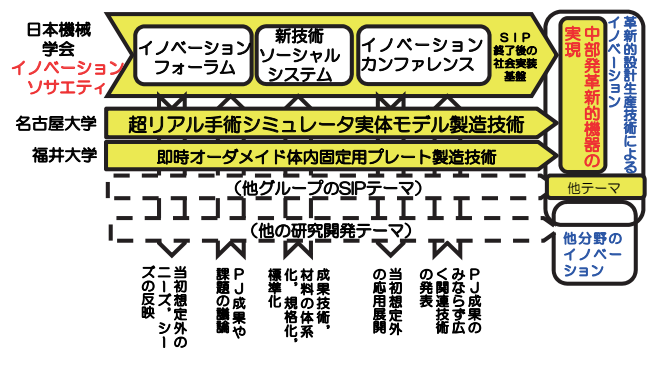 日本機械
学会
イノベーション
ソサエティ
イノベーション
フォーラム
新技術
ソーシャル
システム
イノベーション
カンファレンス
ＳＩＰ
終了後の
社会実装
基盤
革新的設計生産技術による
イノベーション
中部発革新的機器の
実現
名古屋大学
超リアル手術シミュレータ実体モデル製造技術
福井大学
即時オーダメイド体内固定用プレート製造技術
（他グループのSIPテーマ）
他テーマ
（他の研究開発テーマ）
他分野の
イノベー
ション
当初想定外の
ニーズ，シー
ズの反映
ＰＪ成果や
課題の議論
成果技術，
材料の体系
化，規格化，
標準化
当初想定外
の応用展開
ＰＪ成果の
みならず広
く関連技術
の発表